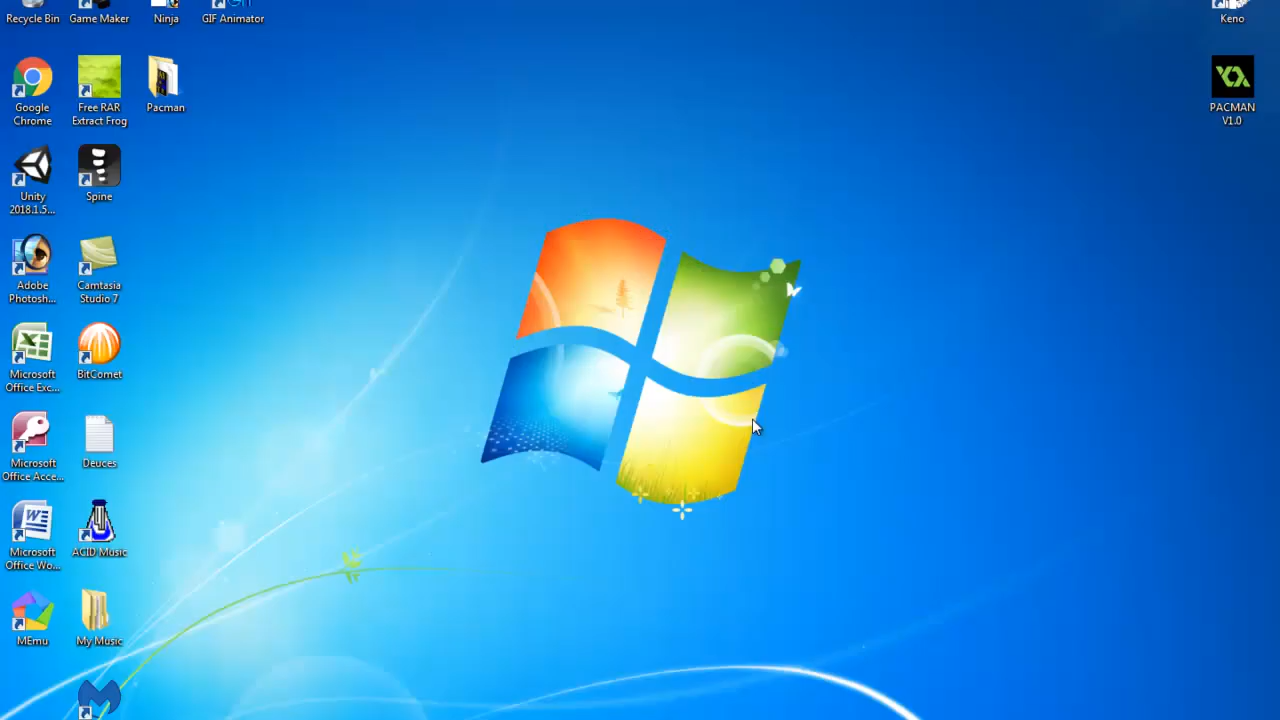 Recycle Bin
Game Maker
Ninja
GIF Animator
Keno
Google
Chrome
Free RAR
Extract Frog
Pacman
PACMAN
V1.0
Unity
2018.1.5...
Spine
Adobe
Photosh...
Camtasia
Studio 7
Microsoft
Office Exc...
BitComet
Microsoft
Office Acce...
Deuces
Microsoft
Office Wo...
ACID Music
MEmu
My Music